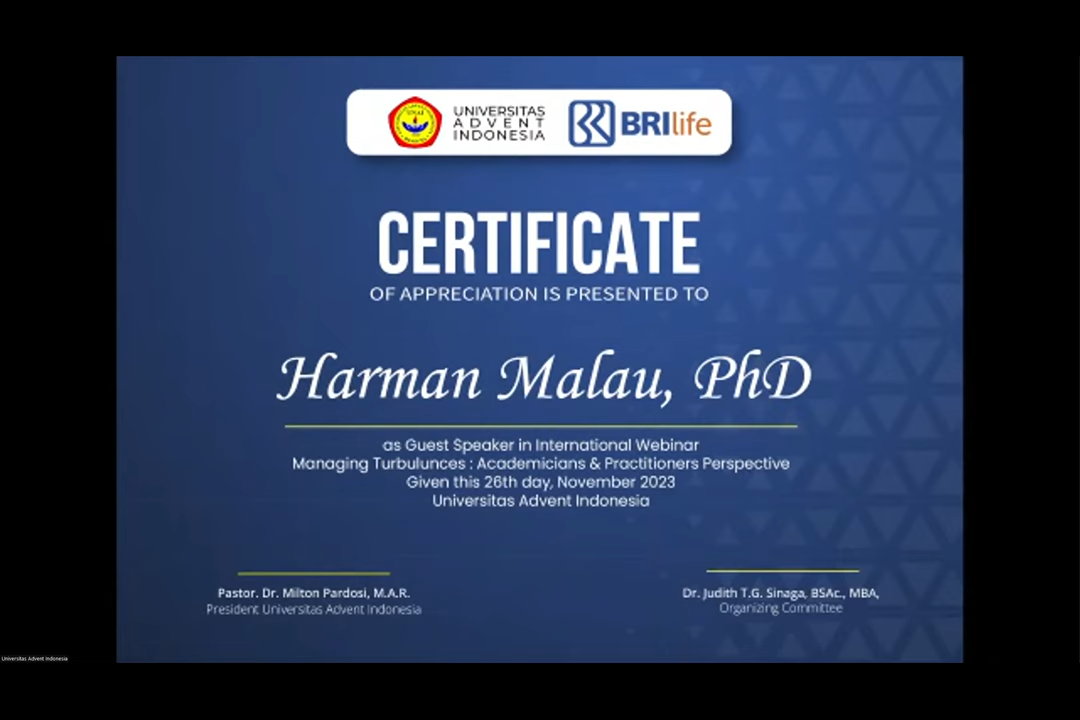 UNIVERSITAS
ADVENT
INDONESIA
BRI life
CERTIFICATE
OF APPRECIATION IS PRESENTED TO
Harman Malau, PhD
as Guest Speaker in International Webinar
Managing Turbulunces : Academicians & Practitioners Perspective
Given this 26th day, November 2023
Universitas Advent Indonesia
Pastor. Dr. Milton Pardosi, M.A.R.
President Universitas Advent Indonesia
Dr. Judith T.G. Sinaga, BSAc., MBA,
Organizing Committee
Universitas Advent Indonesia